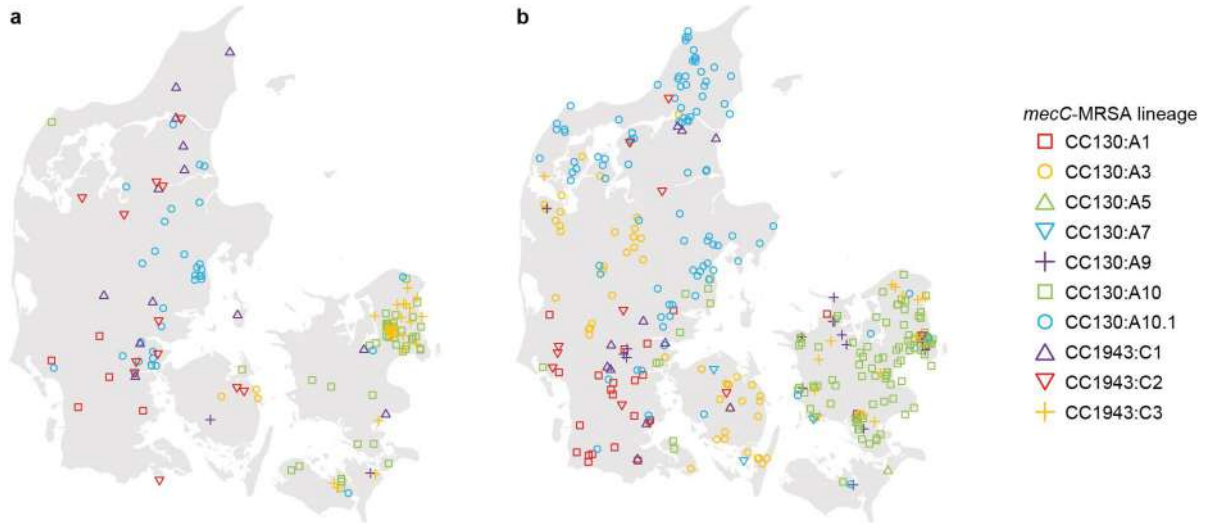 a
b
mecC-MRSA lineage
CC130:A1
CC130:A3
CC130:A5
CC130:A7
CC130:A9
CC130:A10
CC130:A10.1
CC1943:C1
CC1943:C2
CC1943:C3